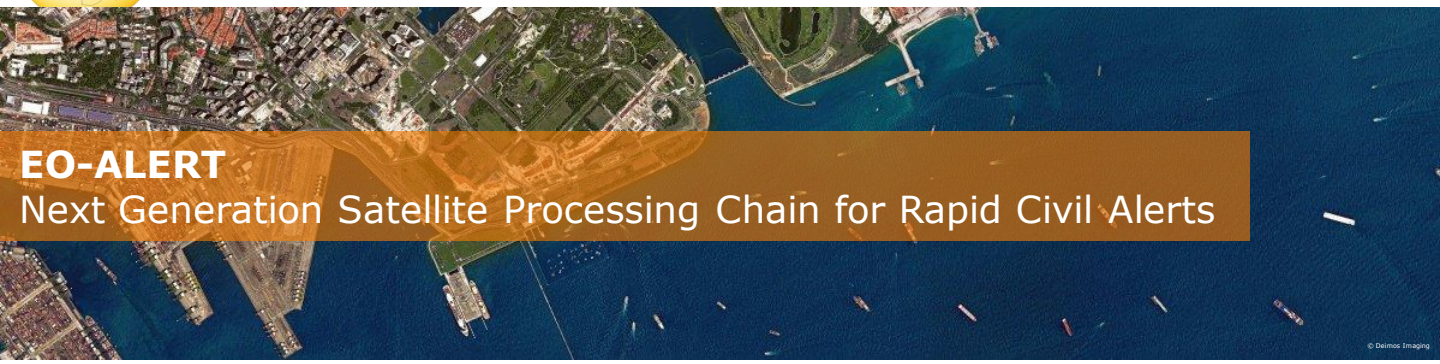 EO-ALERT
Next Generation Satellite Processing Chain for Rapid Civil Alerts
© Deimos Imaging